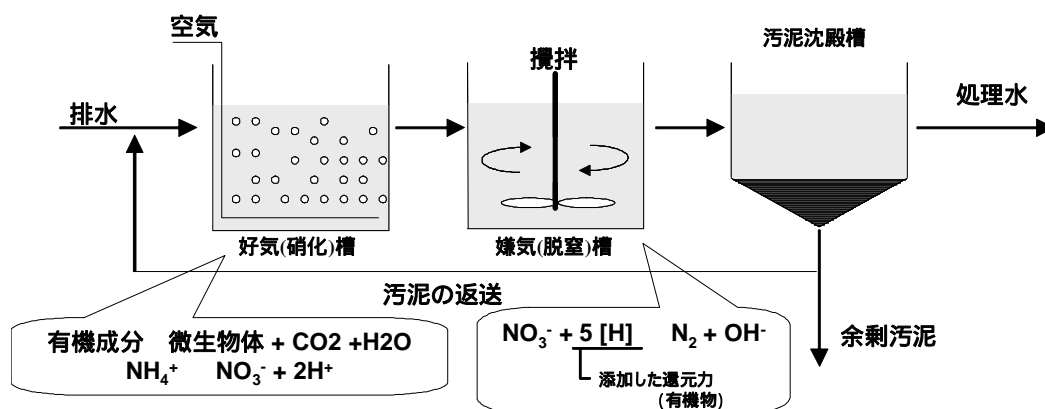 空気
排水
攪拌
汚泥沈殿槽
処理水
好気(硝化)槽
嫌気(脱窒)槽
汚泥の返送
余剰汚泥
有機成分 微生物体 + CO2 +H2O
NH₄⁺ NO₃⁻ + 2H⁺
NO₃⁻ + 5 [H] N₂ + OH⁻
添加した還元力
(有機物)